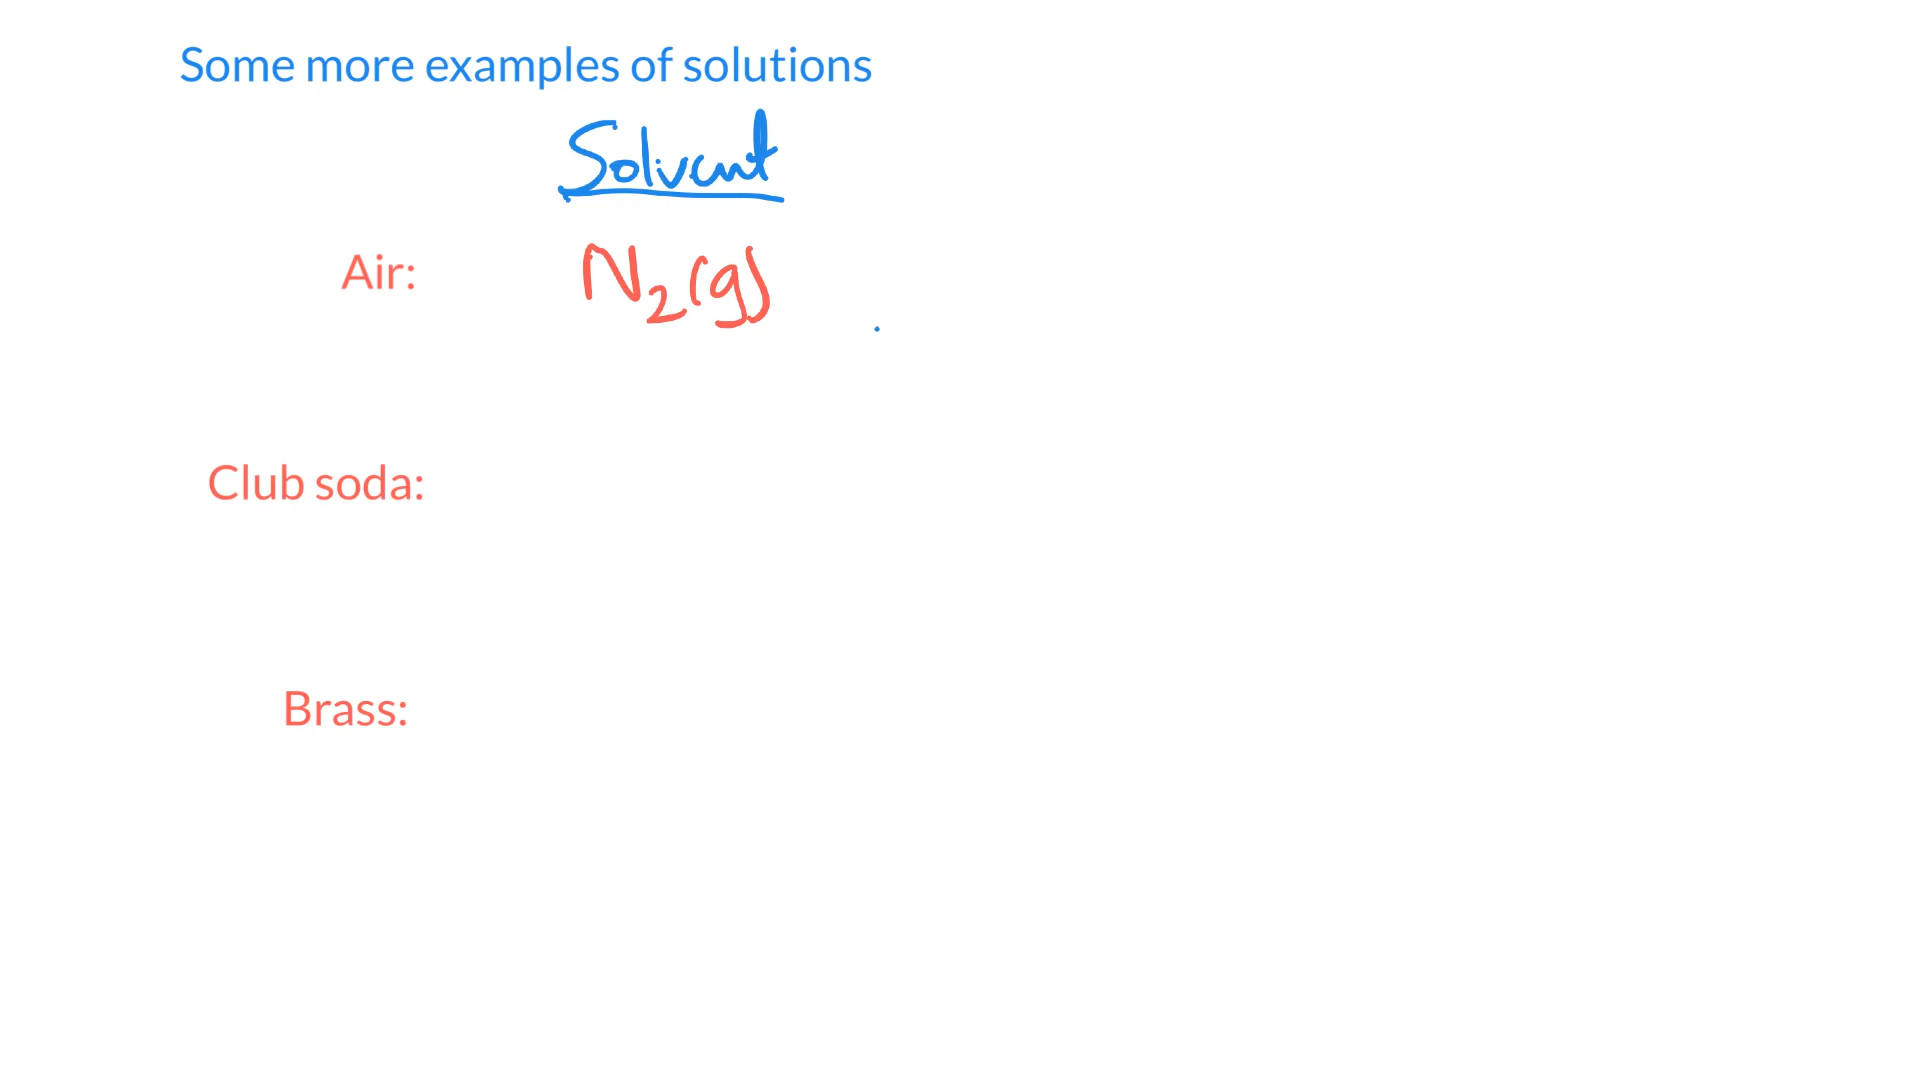 Some more examples of solutions
Solvent
Air: N₂(g)
Club soda:
Brass: